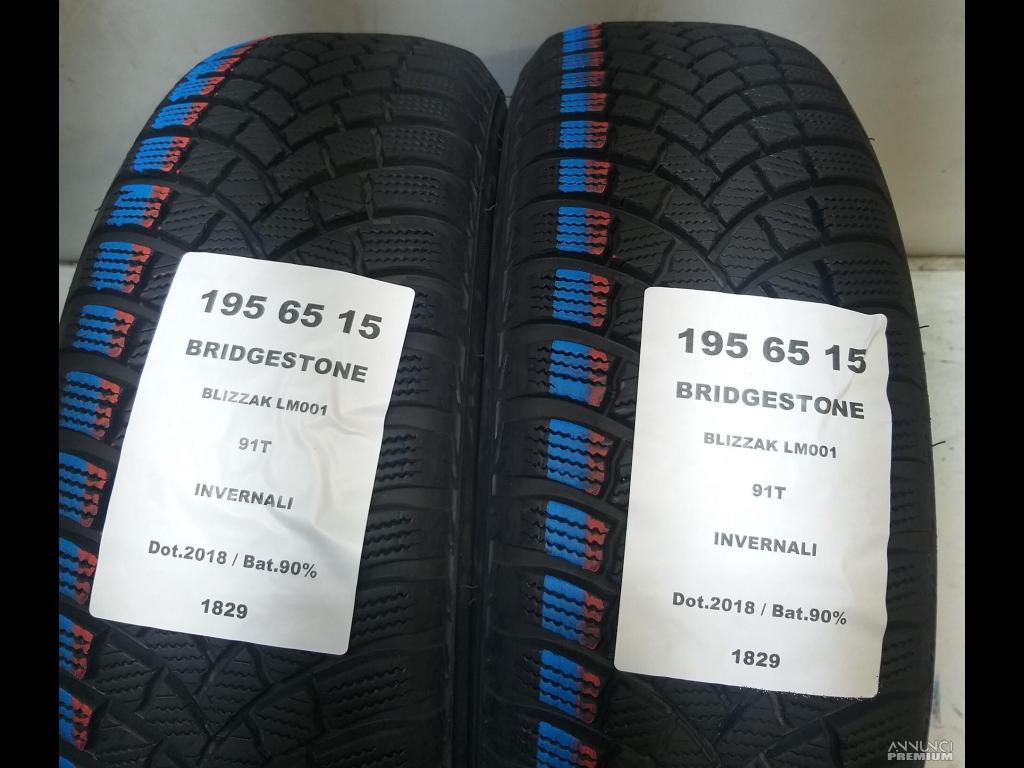 195 65 15
BRIDGESTONE
BLIZZAK LM001
91T
INVERNALI
Dot.2018 / Bat.90%
1829
195 65 15
BRIDGESTONE
BLIZZAK LM001
91T
INVERNALI
Dot.2018 / Bat.90%
1829
ANNUNCI
PREMIUM